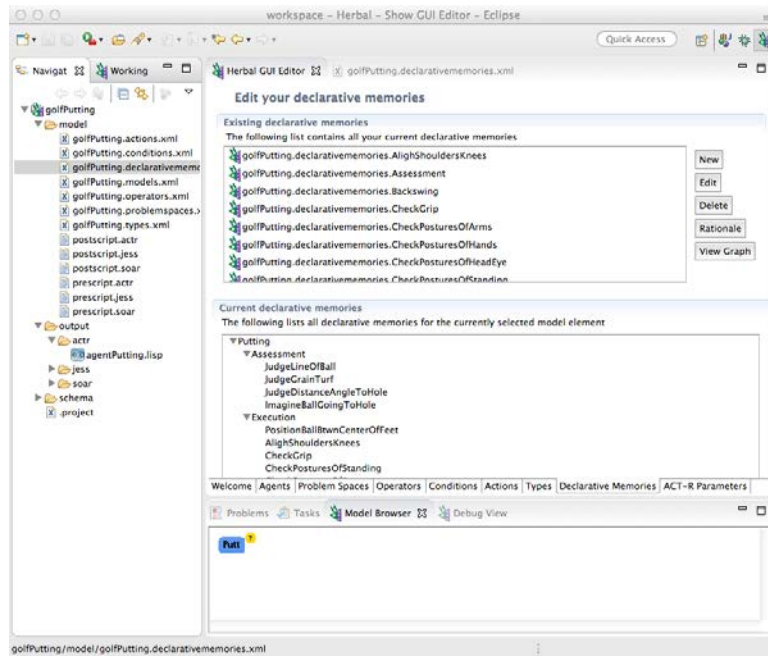 workspace – Herbal – Show GUI Editor – Eclipse
Quick Access
Navigat
Working
golfPutting
model
golfPutting.actions.xml
golfPutting.conditions.xml
golfPutting.declarativememo
golfPutting.models.xml
golfPutting.operators.xml
golfPutting.problemspaces.x
golfPutting.types.xml
postscript.actr
postscript.jess
postscript.soar
prescript.actr
prescript.jess
prescript.soar
output
actr
agentPutting.lisp
jess
soar
schema
.project
Herbal GUI Editor
golfPutting.declarativememories.xml
Edit your declarative memories
Existing declarative memories
The following list contains all your current declarative memories
golfPutting.declarativememories.AlighShouldersKnees
golfPutting.declarativememories.Assessment
golfPutting.declarativememories.Backswing
golfPutting.declarativememories.CheckGrip
golfPutting.declarativememories.CheckPosturesOfArms
golfPutting.declarativememories.CheckPosturesOfHands
golfPutting.declarativememories.CheckPosturesOfHeadEye
golfPutting.declarativememories.CheckPosturesOfStanding
New
Edit
Delete
Rationale
View Graph
Current declarative memories
The following lists all declarative memories for the currently selected model element
Putting
Assessment
JudgeLineOfBall
JudgeGrainTurf
JudgeDistanceAngleToHole
ImagineBallGoingToHole
Execution
PositionBallBtwnCenterOfFeet
AlighShouldersKnees
CheckGrip
CheckPosturesOfStanding
Welcome Agents Problem Spaces Operators Conditions Actions Types Declarative Memories ACT-R Parameters
Problems Tasks Model Browser Debug View
Putt
?
golfPutting/model/golfPutting.declarativememories.xml